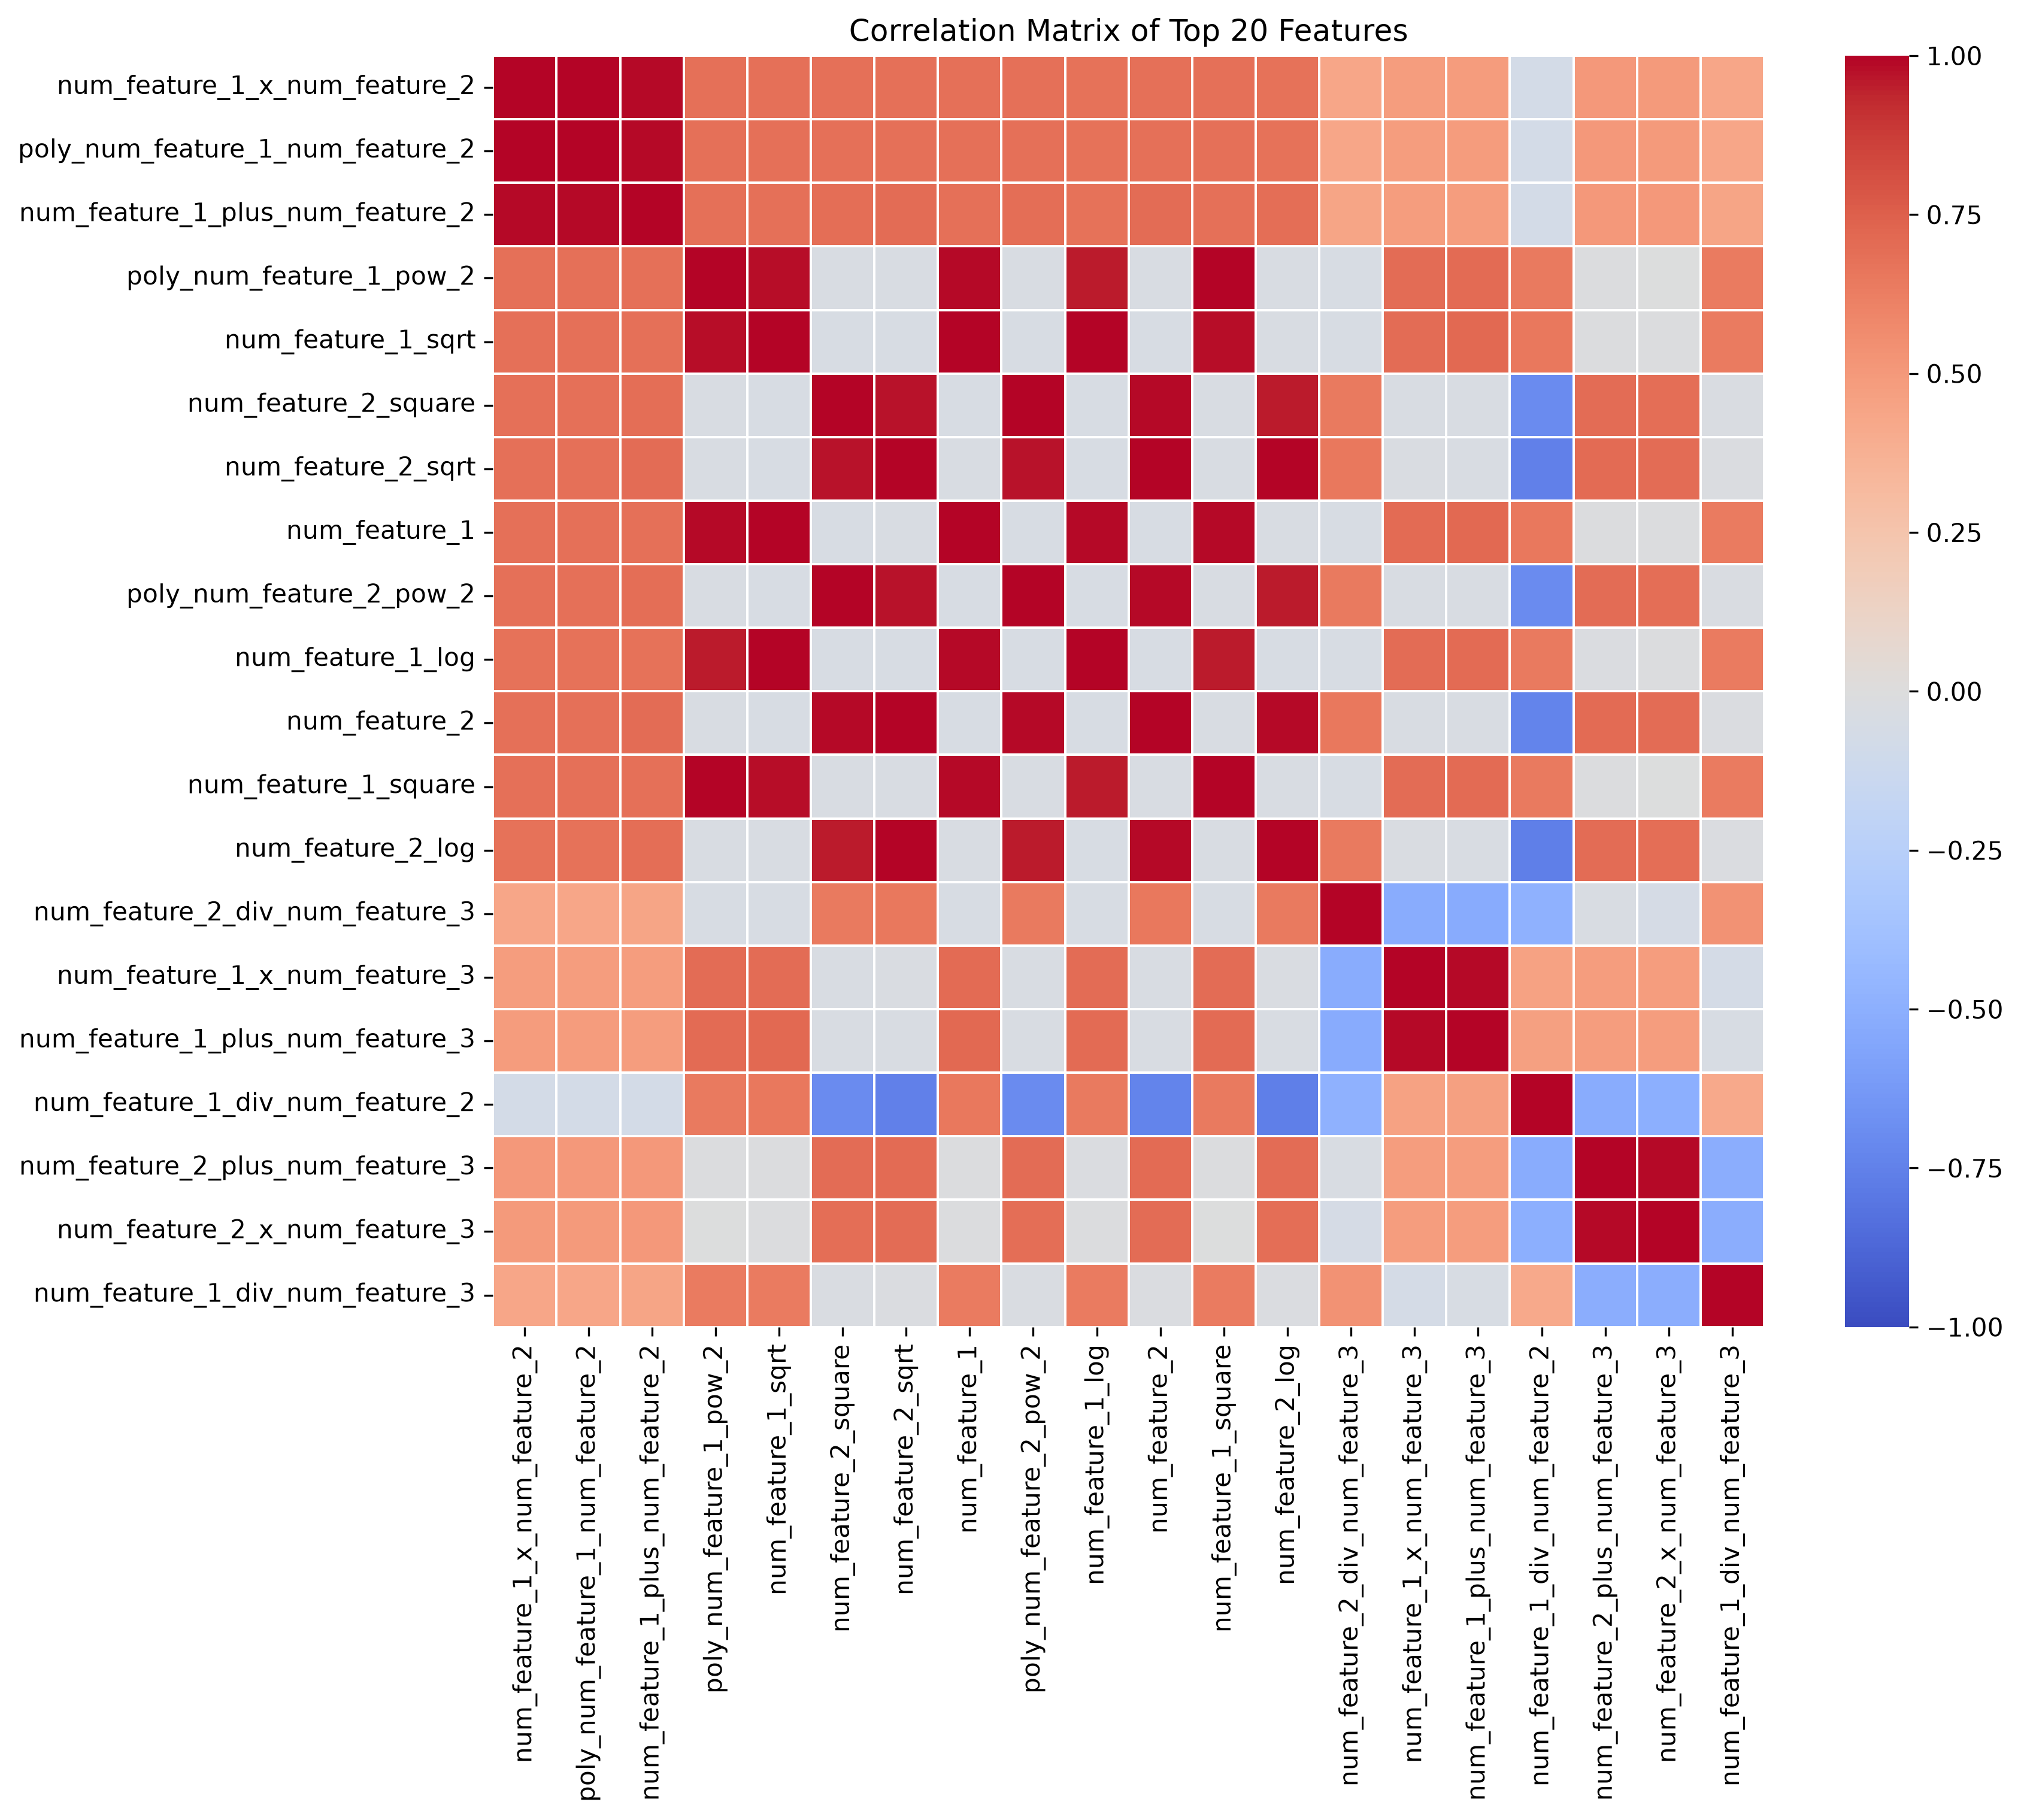 Correlation Matrix of Top 20 Features
num_feature_1_x_num_feature_2
poly_num_feature_1_num_feature_2
num_feature_1_plus_num_feature_2
poly_num_feature_1_pow_2
num_feature_1_sqrt
num_feature_2_square
num_feature_2_sqrt
num_feature_1
poly_num_feature_2_pow_2
num_feature_1_log
num_feature_2
num_feature_1_square
num_feature_2_log
num_feature_2_div_num_feature_3
num_feature_1_x_num_feature_3
num_feature_1_plus_num_feature_3
num_feature_1_div_num_feature_2
num_feature_2_plus_num_feature_3
num_feature_2_x_num_feature_3
num_feature_1_div_num_feature_3
num_feature_1_x_num_feature_2
poly_num_feature_1_num_feature_2
num_feature_1_plus_num_feature_2
poly_num_feature_1_pow_2
num_feature_1_sqrt
num_feature_2_square
num_feature_2_sqrt
num_feature_1
poly_num_feature_2_pow_2
num_feature_1_log
num_feature_2
num_feature_1_square
num_feature_2_log
num_feature_2_div_num_feature_3
num_feature_1_x_num_feature_3
num_feature_1_plus_num_feature_3
num_feature_1_div_num_feature_2
num_feature_2_plus_num_feature_3
num_feature_2_x_num_feature_3
num_feature_1_div_num_feature_3
1.00
0.75
0.50
0.25
0.00
−0.25
−0.50
−0.75
−1.00